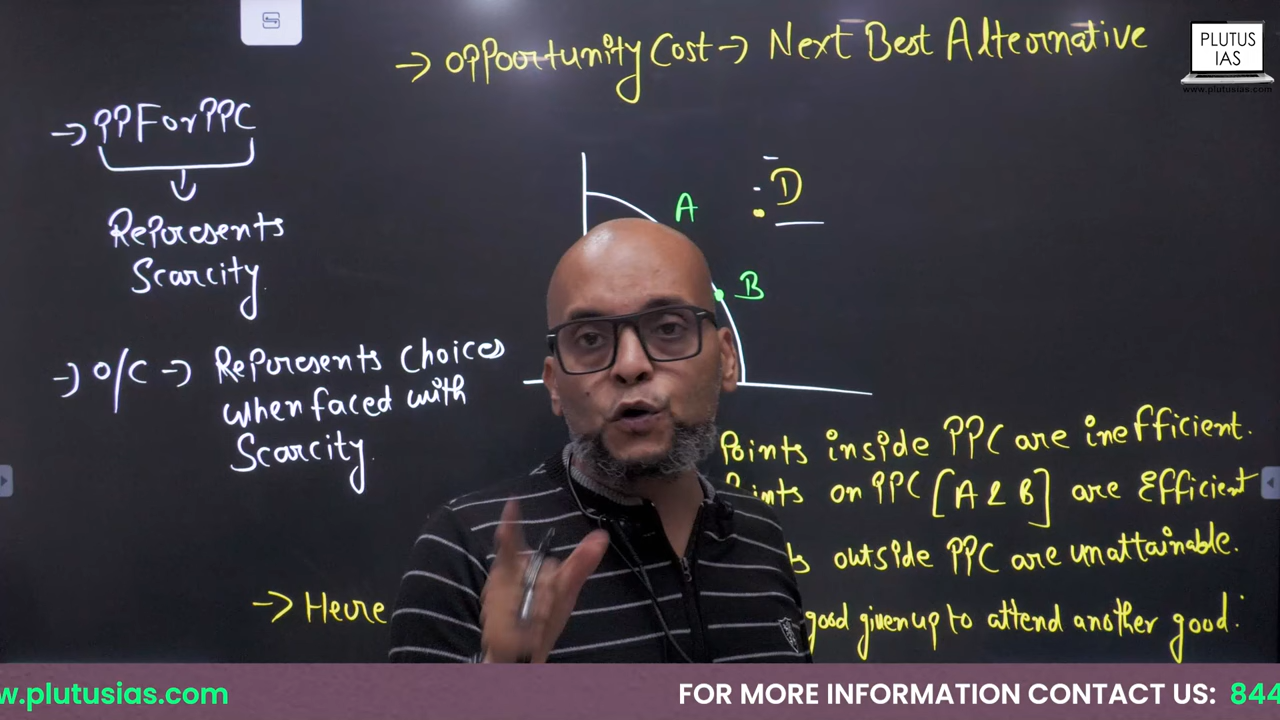 → Opportunity Cost → Next Best Alternative
PLUTUS
IAS
www.plutusias.com
→ PPF or PPC
Represents
Scarcity.
→ O/C → Represents Choices
when faced with
Scarcity.
A
D
B
Points inside PPC are inefficient.
Points on PPC [A & B] are Efficient
outside PPC are unattainable.
→ Here
good given up to attend another good.
w.plutusias.com
FOR MORE INFORMATION CONTACT US: 844